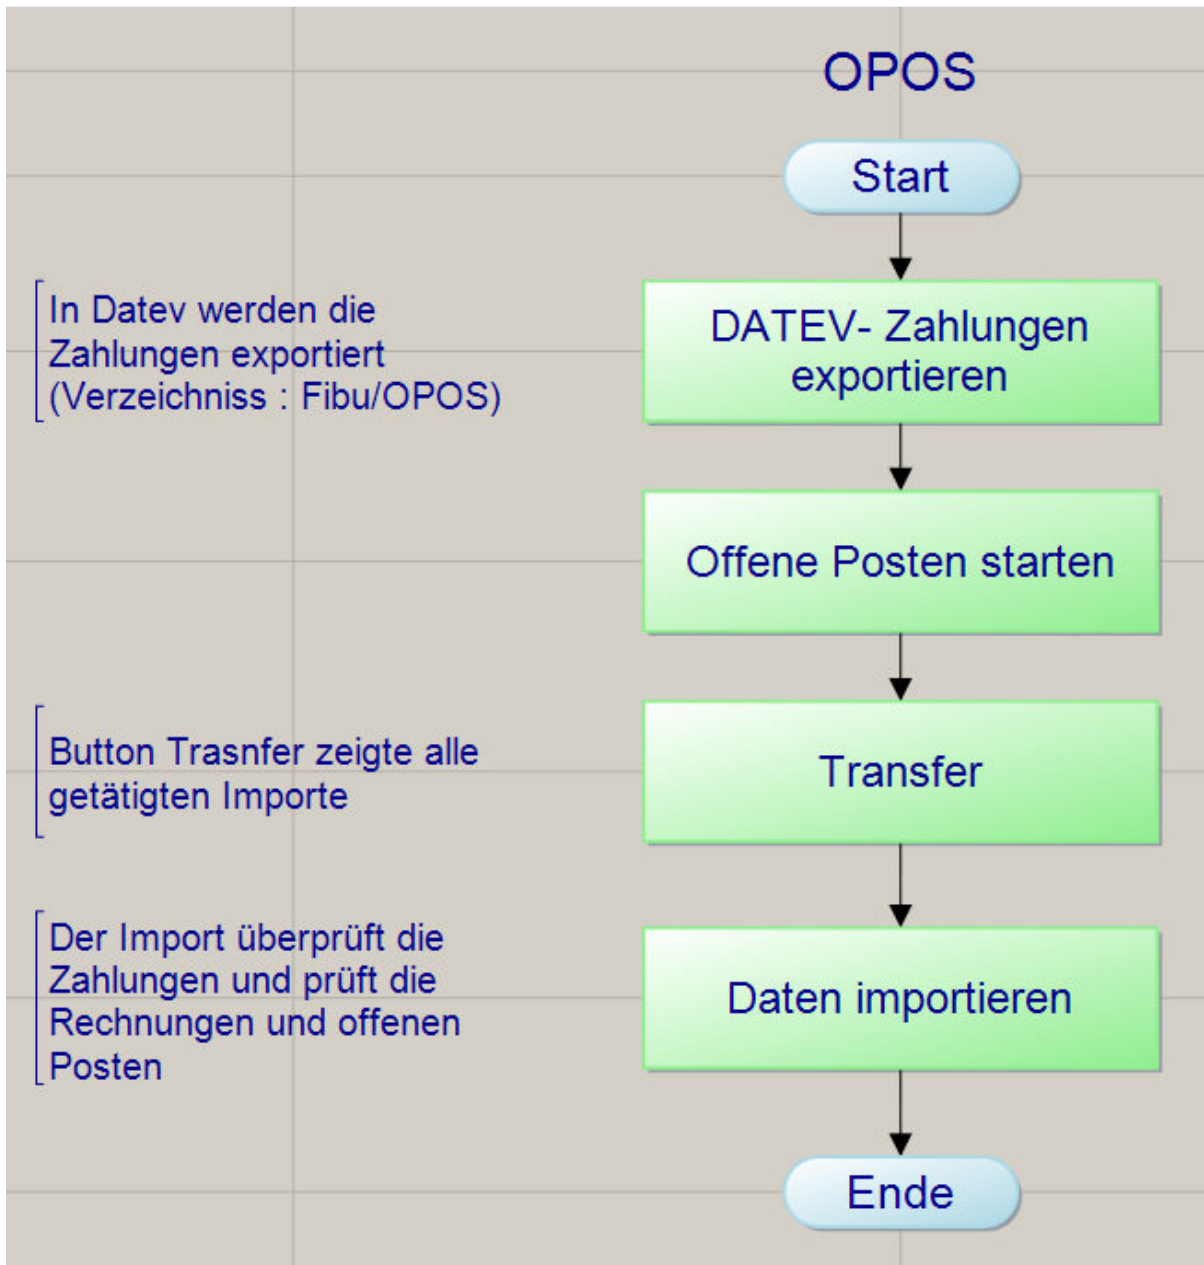 OPOS
Start
In Datev werden die
Zahlungen exportiert
(Verzeichniss : Fibu/OPOS)
DATEV- Zahlungen
exportieren
Offene Posten starten
Button Trasnfer zeigte alle
getätigten Importe
Transfer
Der Import überprüft die
Zahlungen und prüft die
Rechnungen und offenen
Posten
Daten importieren
Ende